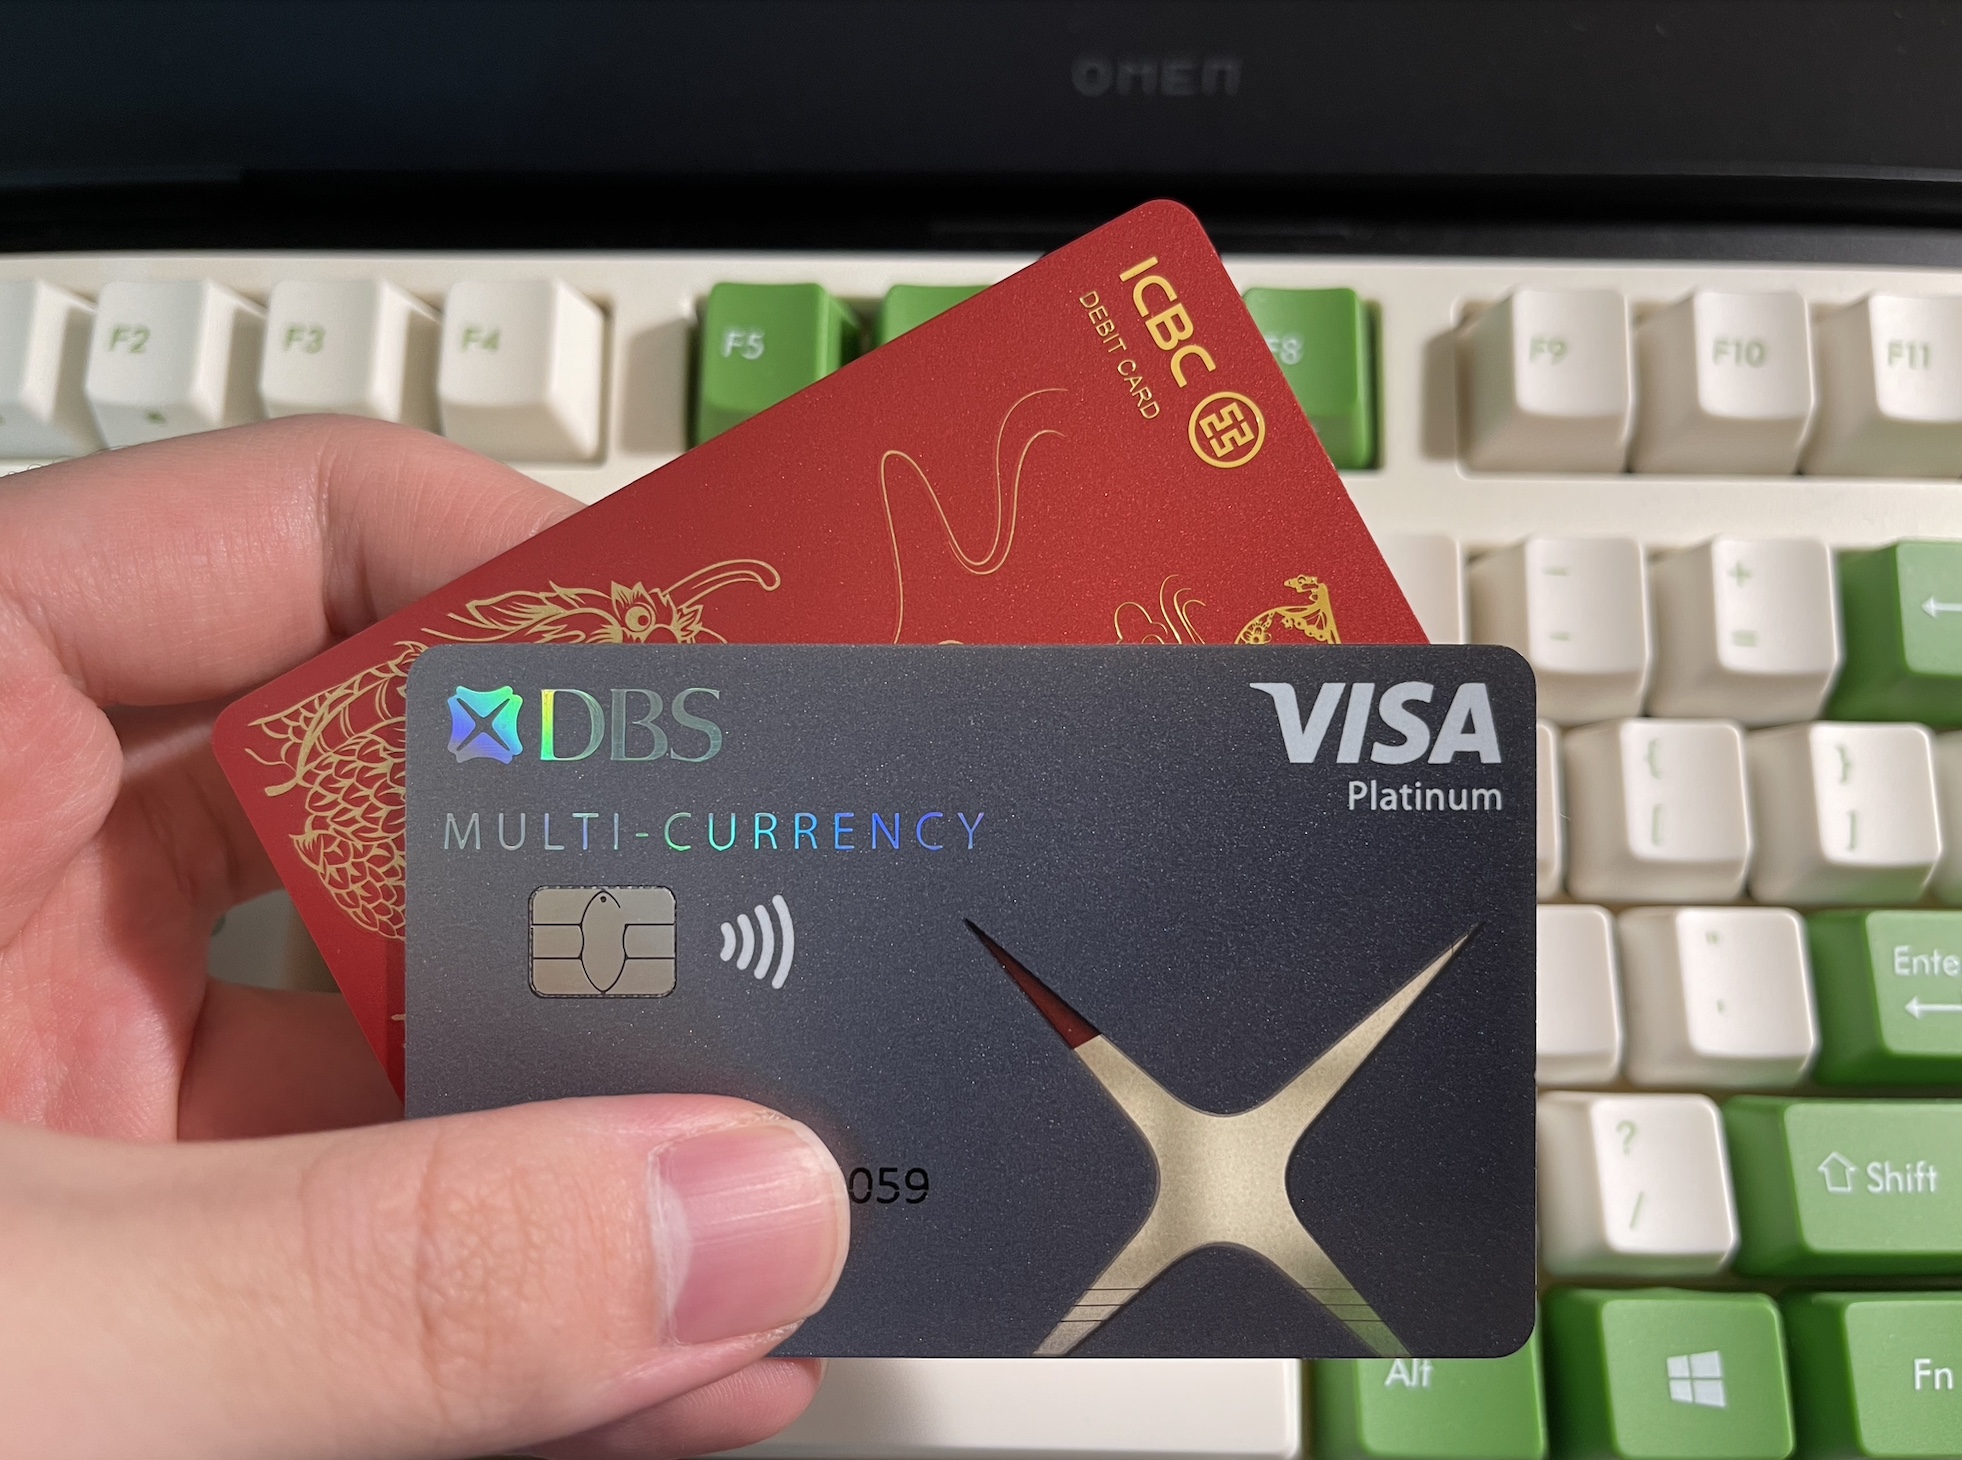 OMEN
F2
F3
F4
F5
F8
F9
F10
F11
ICBC
DEBIT CARD
DBS
VISA
Platinum
MULTI-CURRENCY
059
-
+
=
{
[
}
]
"
'
Enter
?
/
Shift
Alt
Fn